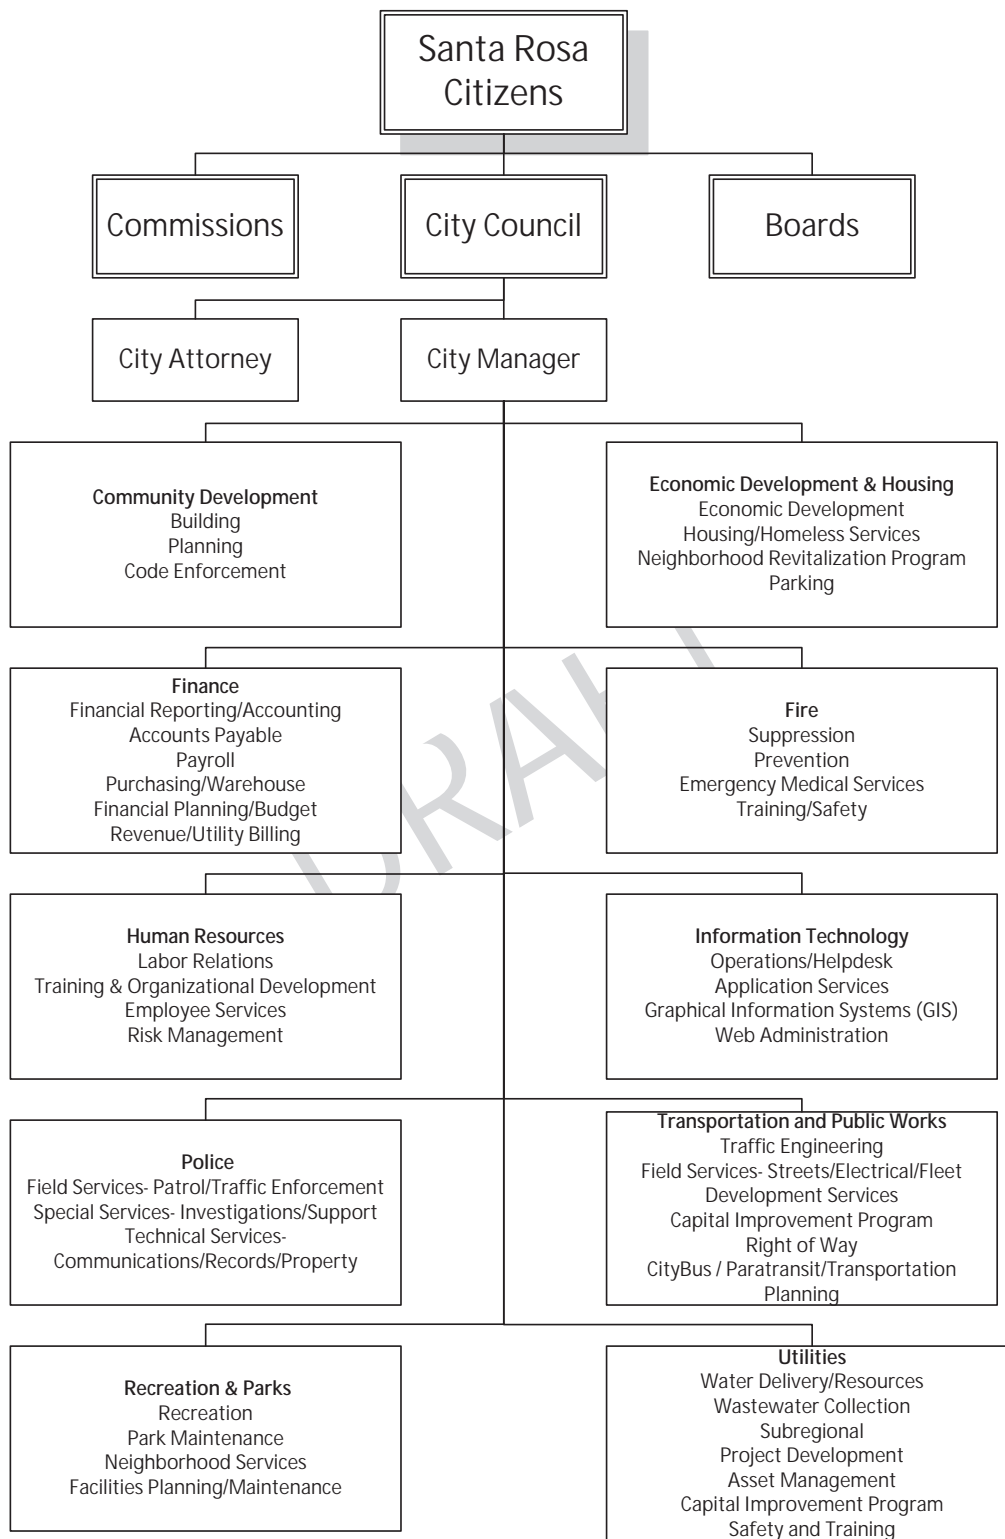 Santa Rosa
Citizens
Commissions
City Council
Boards
City Attorney
City Manager
Community Development
Building
Planning
Code Enforcement
Economic Development & Housing
Economic Development
Housing/Homeless Services
Neighborhood Revitalization Program
Parking
Finance
Financial Reporting/Accounting
Accounts Payable
Payroll
Purchasing/Warehouse
Financial Planning/Budget
Revenue/Utility Billing
Fire
Suppression
Prevention
Emergency Medical Services
Training/Safety
DRAFT
Human Resources
Labor Relations
Training & Organizational Development
Employee Services
Risk Management
Information Technology
Operations/Helpdesk
Application Services
Graphical Information Systems (GIS)
Web Administration
Police
Field Services- Patrol/Traffic Enforcement
Special Services- Investigations/Support
Technical Services-
Communications/Records/Property
Transportation and Public Works
Traffic Engineering
Field Services- Streets/Electrical/Fleet
Development Services
Capital Improvement Program
Right of Way
CityBus / Paratransit/Transportation
Planning
Recreation & Parks
Recreation
Park Maintenance
Neighborhood Services
Facilities Planning/Maintenance
Utilities
Water Delivery/Resources
Wastewater Collection
Subregional
Project Development
Asset Management
Capital Improvement Program
Safety and Training